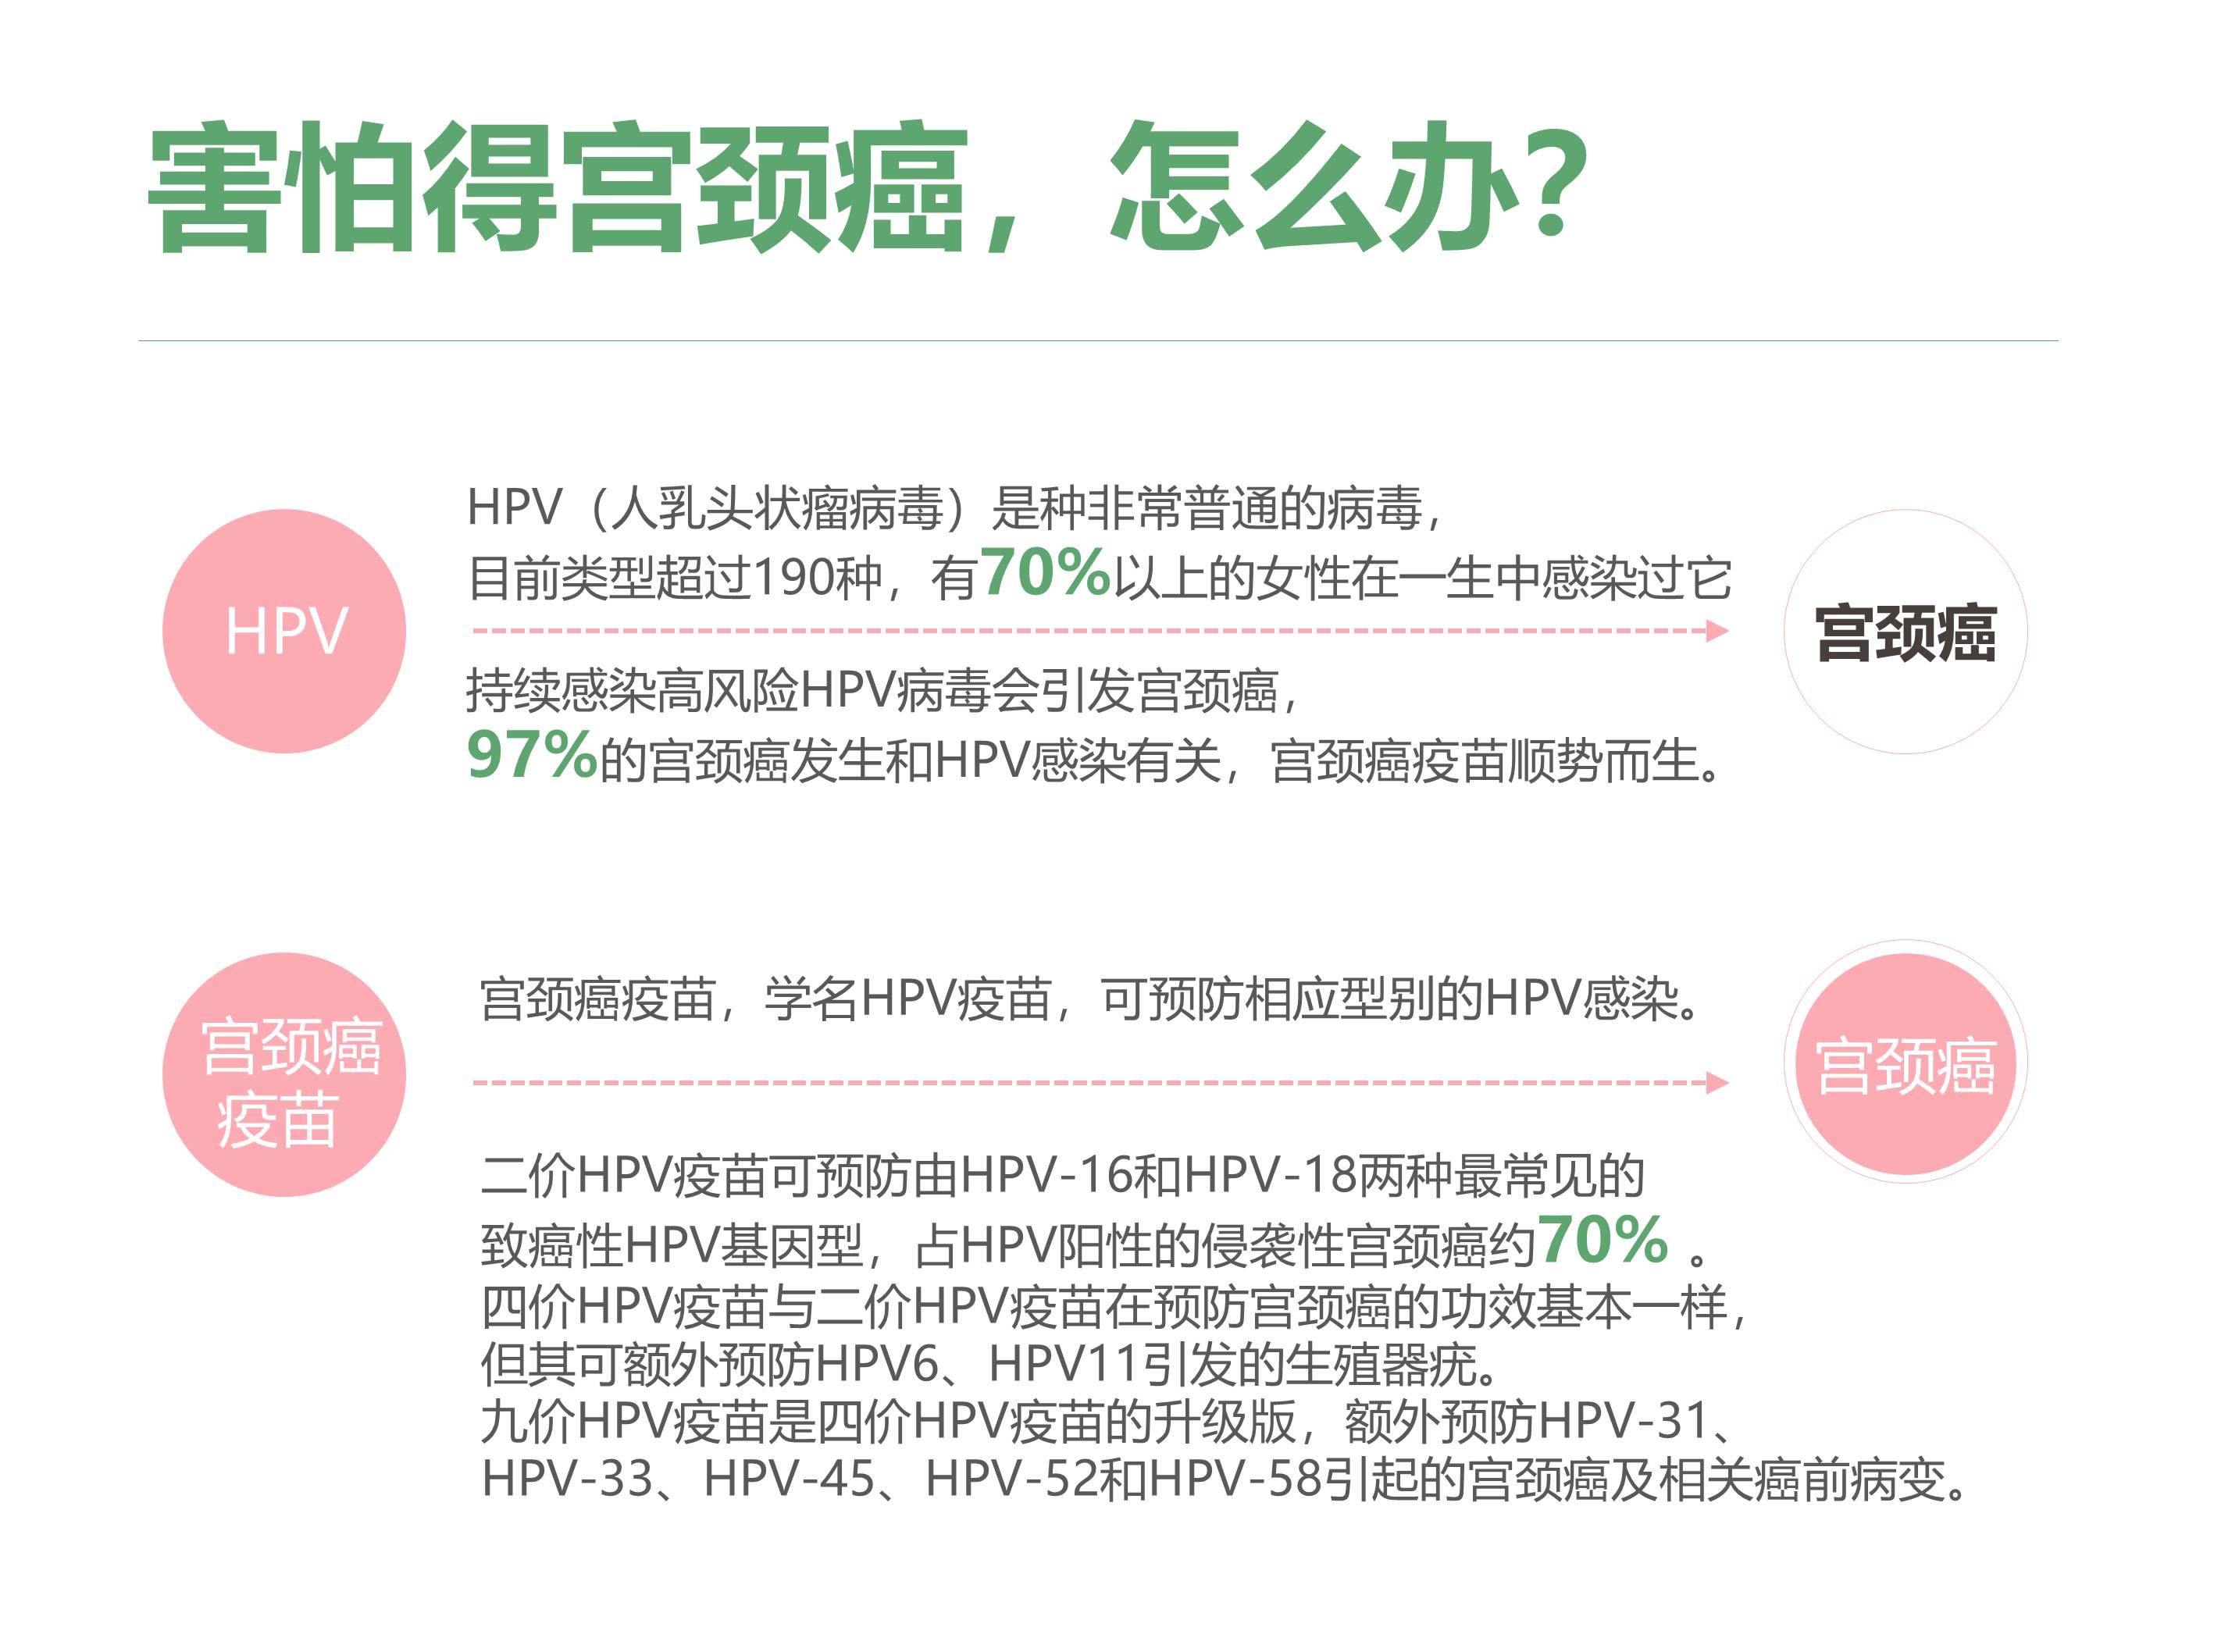 害怕得宫颈癌，怎么办？
HPV（人乳头状瘤病毒）是种非常普通的病毒，
目前类型超过190种，有70%以上的女性在一生中感染过它
HPV
宫颈癌
持续感染高风险HPV病毒会引发宫颈癌，
97%的宫颈癌发生和HPV感染有关，宫颈癌疫苗顺势而生。
宫颈癌疫苗，学名HPV疫苗，可预防相应型别的HPV感染。
宫颈癌
疫苗
宫颈癌
二价HPV疫苗可预防由HPV-16和HPV-18两种最常见的
致癌性HPV基因型，占HPV阳性的侵袭性宫颈癌约70% 。
四价HPV疫苗与二价HPV疫苗在预防宫颈癌的功效基本一样，
但其可额外预防HPV6、HPV11引发的生殖器疣。
九价HPV疫苗是四价HPV疫苗的升级版，额外预防HPV-31、
HPV-33、HPV-45、HPV-52和HPV-58引起的宫颈癌及相关癌前病变。